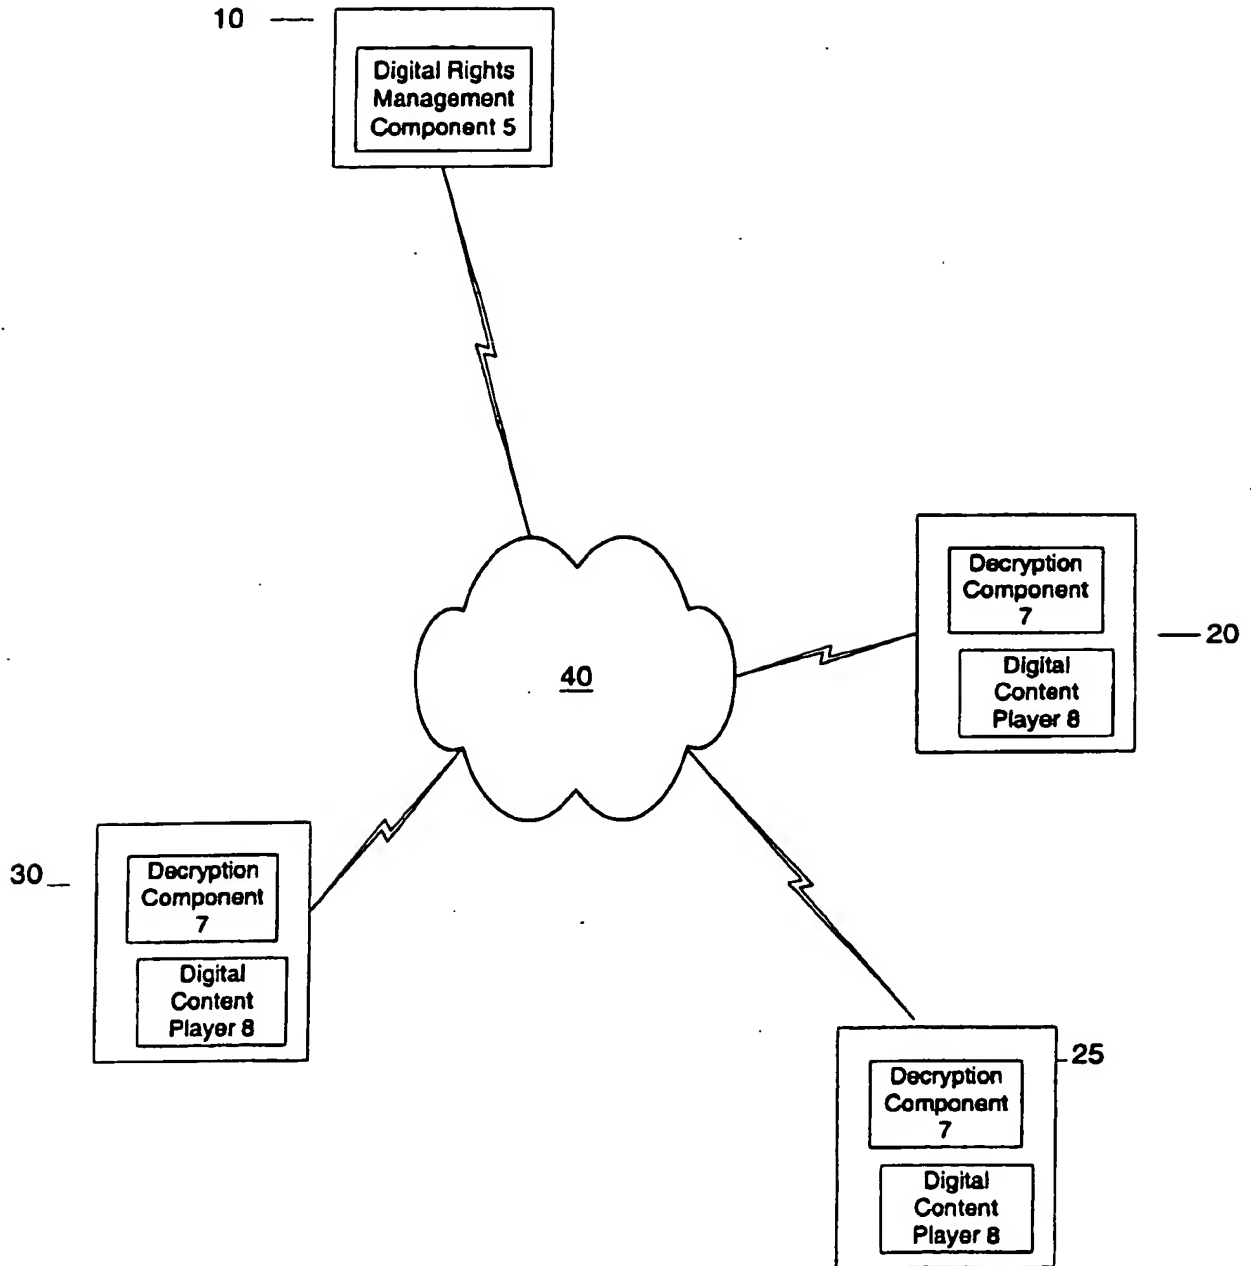 10
Digital Rights
Management
Component 5
40
Decryption
Component
7
Digital
Content
Player 8
20
30
Decryption
Component
7
Digital
Content
Player 8
25
Decryption
Component
7
Digital
Content
Player 8